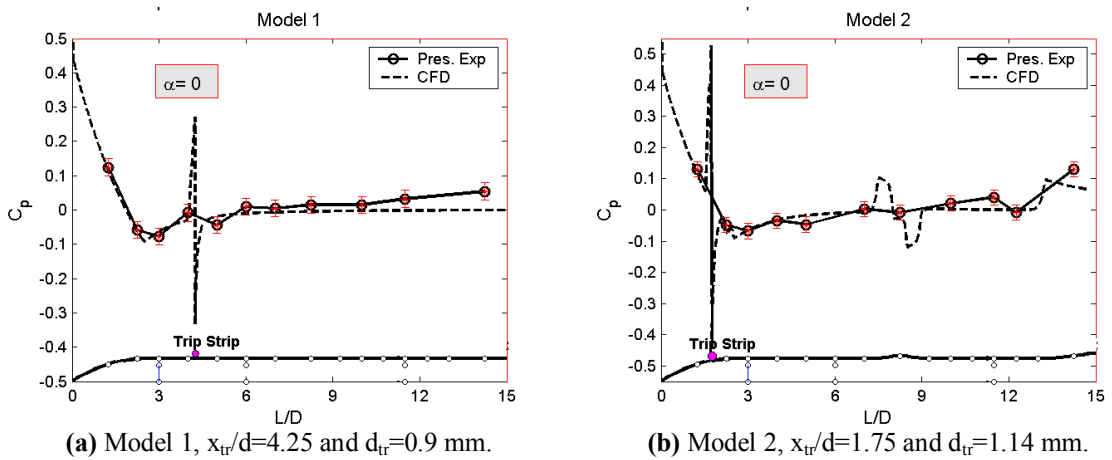 Model 1
Model 2
0.5
0.4
0.3
0.2
0.1
0
-0.1
-0.2
-0.3
-0.4
-0.5
C_p
Pres. Exp
CFD
α= 0
Trip Strip
0
3
6
9
12
15
L/D
0.5
0.4
0.3
0.2
0.1
0
-0.1
-0.2
-0.3
-0.4
-0.5
C_p
Pres. Exp
CFD
α= 0
Trip Strip
0
3
6
9
12
15
L/D
(a) Model 1, x_tr/d=4.25 and d_tr=0.9 mm.
(b) Model 2, x_tr/d=1.75 and d_tr=1.14 mm.